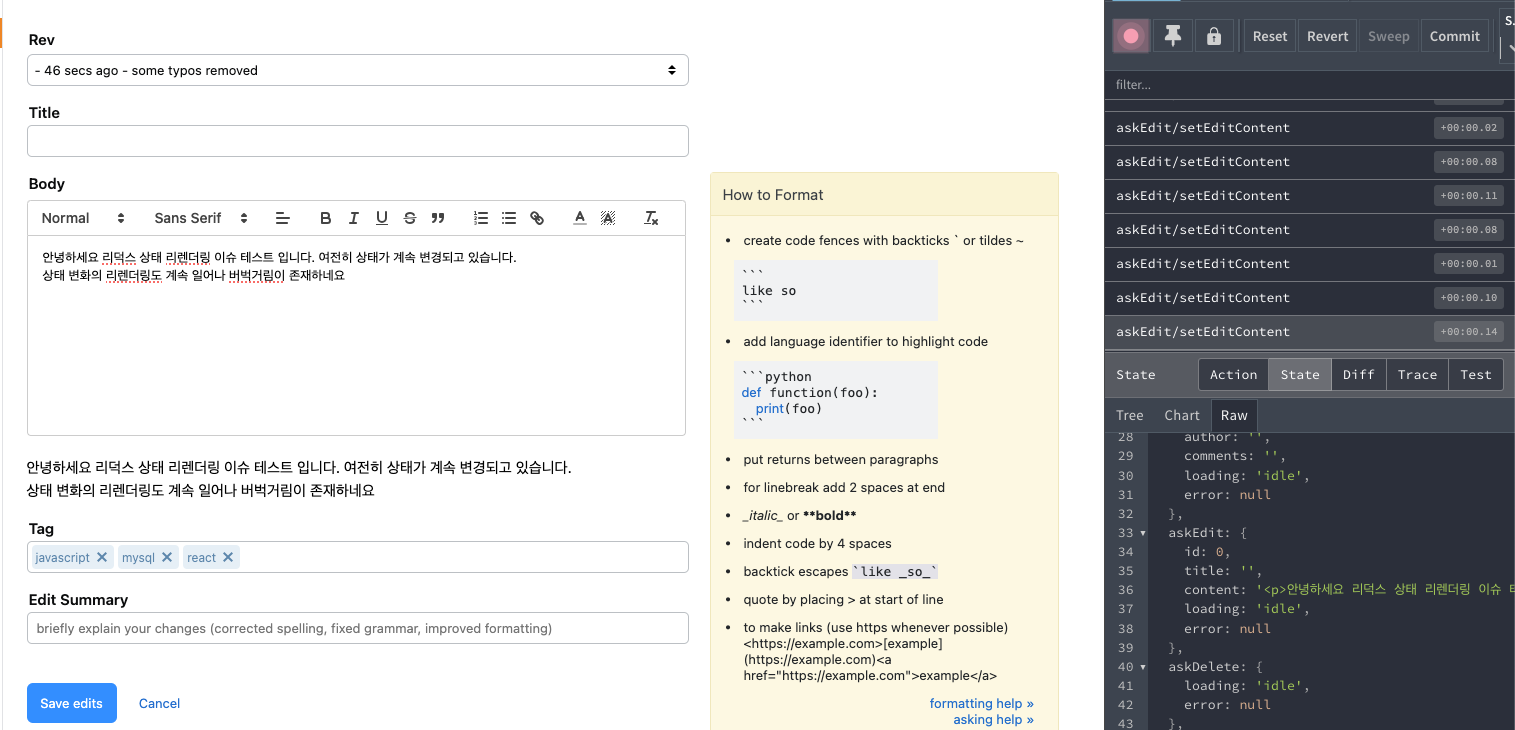 Rev
- 46 secs ago - some typos removed
Title
Body
Normal Sans Serif B I U S
안녕하세요 리덕스 상태 리렌더링 이슈 테스트 입니다. 여전히 상태가 계속 변경되고 있습니다.
상태 변화의 리렌더링도 계속 일어나 버벅거림이 존재하네요
안녕하세요 리덕스 상태 리렌더링 이슈 테스트 입니다. 여전히 상태가 계속 변경되고 있습니다.
상태 변화의 리렌더링도 계속 일어나 버벅거림이 존재하네요
Tag
javascript ✕ mysql ✕ react ✕
Edit Summary
briefly explain your changes (corrected spelling, fixed grammar, improved formatting)
Save edits Cancel
How to Format
• create code fences with backticks ` or tildes ~
```
like so
```
• add language identifier to highlight code
```python
def function(foo):
print(foo)
```
• put returns between paragraphs
• for linebreak add 2 spaces at end
• _italic_ or **bold**
• indent code by 4 spaces
• backtick escapes `like _so_`
• quote by placing > at start of line
• to make links (use https whenever possible)
<https://example.com>[example]
(https://example.com)<a
href="https://example.com">example</a>
formatting help »
asking help »
Reset Revert Sweep Commit S.
filter...
askEdit/setEditContent +00:00.02
askEdit/setEditContent +00:00.08
askEdit/setEditContent +00:00.11
askEdit/setEditContent +00:00.08
askEdit/setEditContent +00:00.01
askEdit/setEditContent +00:00.10
askEdit/setEditContent +00:00.14
State Action State Diff Trace Test
Tree Chart Raw
28 author: '',
29 comments: '',
30 loading: 'idle',
31 error: null
32 },
33 askEdit: {
34 id: 0,
35 title: '',
36 content: '<p>안녕하세요 리덕스 상태 리렌더링 이슈
37 loading: 'idle',
38 error: null
39 },
40 askDelete: {
41 loading: 'idle',
42 error: null
43 },